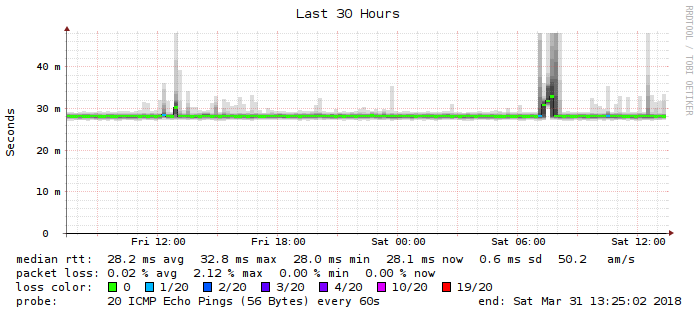 Last 30 Hours
RRDTOOL / TOBI OETIKER
Seconds
40 m
30 m
20 m
10 m
0
Fri 12:00 Fri 18:00 Sat 00:00 Sat 06:00 Sat 12:00
median rtt: 28.2 ms avg 32.8 ms max 28.0 ms min 28.1 ms now 0.6 ms sd 50.2 am/s
packet loss: 0.02 % avg 2.12 % max 0.00 % min 0.00 % now
loss color: 0 1/20 2/20 3/20 4/20 10/20 19/20
probe: 20 ICMP Echo Pings (56 Bytes) every 60s end: Sat Mar 31 13:25:02 2018